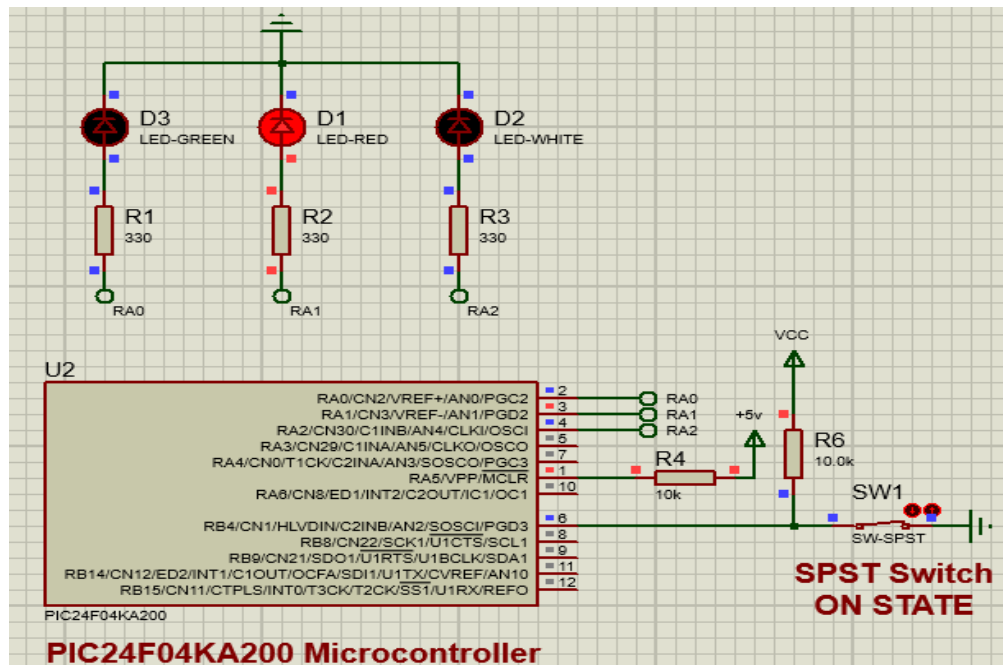 D3
LED-GREEN
D1
LED-RED
D2
LED-WHITE
R1
330
R2
330
R3
330
RA0
RA1
RA2
VCC
U2
RA0/CN2/VREF+/AN0/PGC2
2
RA0
RA1/CN3/VREF-/AN1/PGD2
3
RA1
RA2/CN30/C1INB/AN4/CLKI/OSCI
4
RA2
+5v
RA3/CN29/C1INA/AN5/CLKO/OSCO
5
RA4/CN0/T1CK/C2INA/AN3/SOSCO/PGC3
7
RA5/VPP/MCLR
1
R4
10k
R6
10.0k
RA6/CN8/ED1/INT2/C2OUT/IC1/OC1
10
SW1
SW-SPST
RB4/CN1/HLVDIN/C2INB/AN2/SOSCI/PGD3
6
RB8/CN22/SCK1/U1CTS/SCL1
8
RB9/CN21/SDO1/U1RTS/U1BCLK/SDA1
9
RB14/CN12/ED2/INT1/C1OUT/OCFA/SDI1/U1TX/CVREF/AN10
11
RB15/CN11/CTPLS/INT0/T3CK/T2CK/SS1/U1RX/REFO
12
SPST Switch
ON STATE
PIC24F04KA200
PIC24F04KA200 Microcontroller